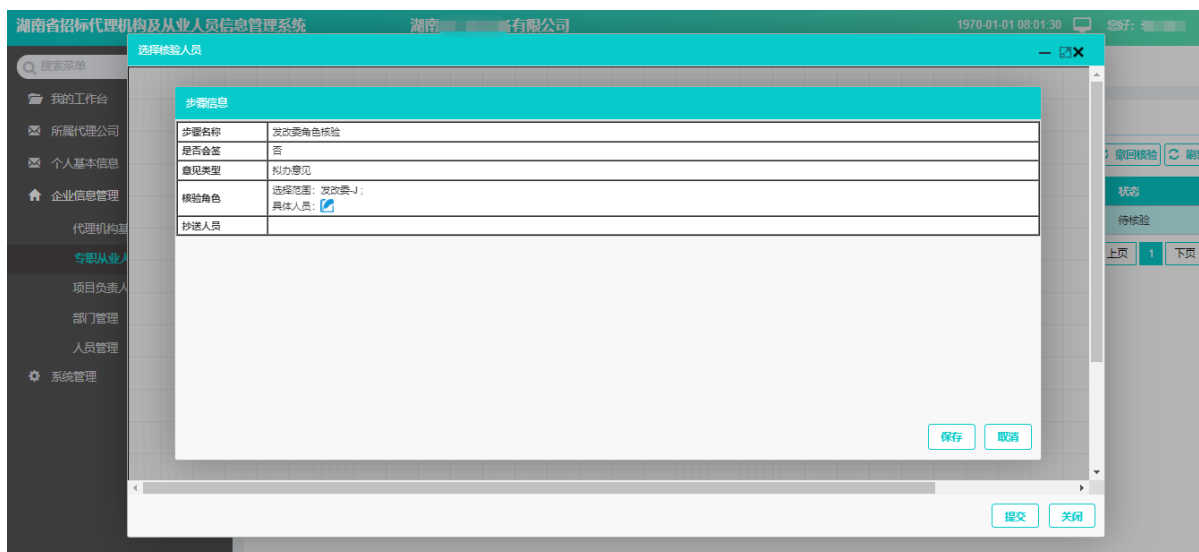 湖南省招标代理机构及从业人员信息管理系统
湖南 有限公司
1970-01-01 08:01:30
您好:
搜索菜单
我的工作台
所属代理公司
个人基本信息
企业信息管理
代理机构基
专职从业人
项目负责人
部门管理
人员管理
系统管理
选择核验人员
步骤信息
步骤名称 发改委角色核验
是否会签 否
意见类型 拟办意见
核验角色 选择范围：发改委-J；
具体人员：
抄送人员
保存 取消
提交 关闭
撤回核验 刷
状态
待核验
上页 1 下页